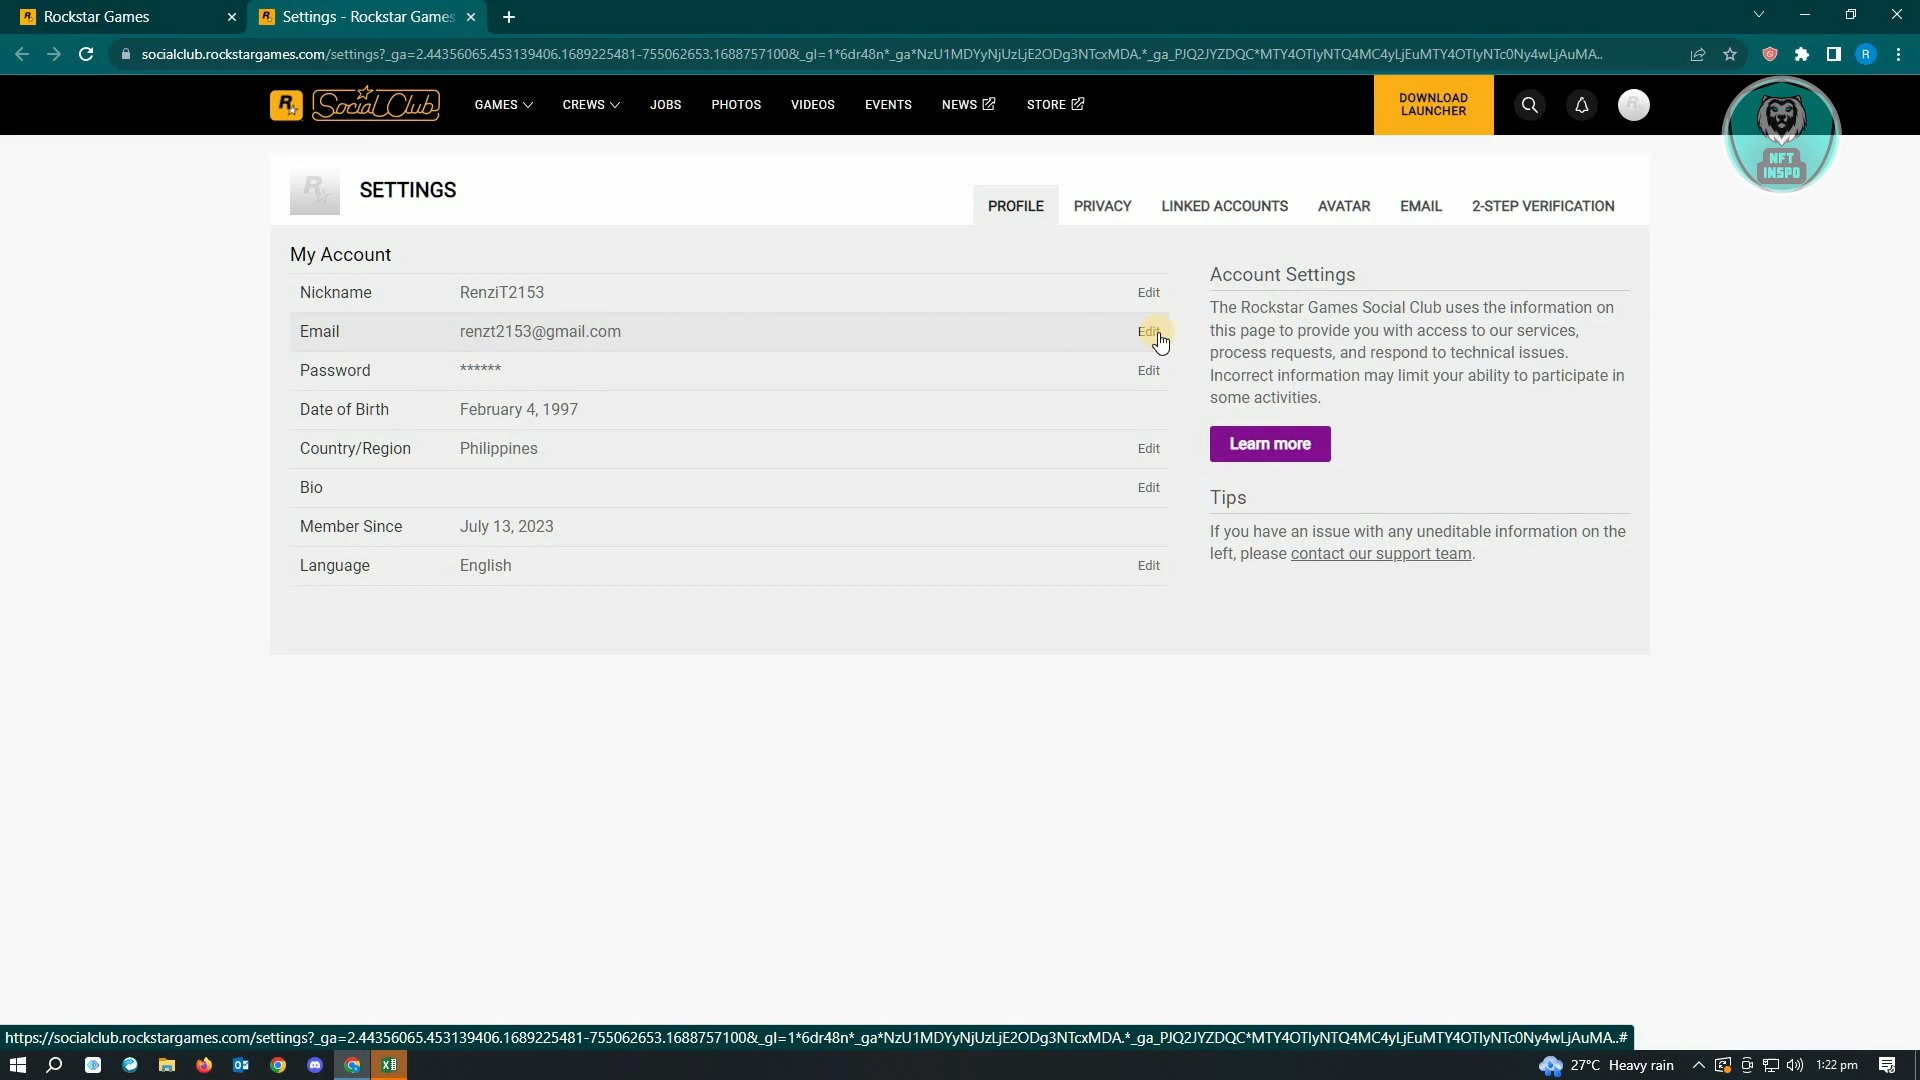 Rockstar Games
Settings - Rockstar Games
socialclub.rockstargames.com/settings?_ga=2.44356065.453139406.1689225481-755062653.1688757100&_gl=1*6dr48n*_ga*NzU1MDYyNjUzLjE2ODg3NTcxMDA.*_ga_PJQ2JYZDQC*MTY4OTIyNTQ4MC4yLjEuMTY4OTIyNTc0Ny4wLjAuMA..
R
Social Club
GAMES
CREWS
JOBS
PHOTOS
VIDEOS
EVENTS
NEWS
STORE
DOWNLOAD
LAUNCHER
NFT
INSPO
SETTINGS
PROFILE
PRIVACY
LINKED ACCOUNTS
AVATAR
EMAIL
2-STEP VERIFICATION
My Account
Nickname RenziT2153 Edit
Email renzt2153@gmail.com Edit
Password ****** Edit
Date of Birth February 4, 1997
Country/Region Philippines Edit
Bio Edit
Member Since July 13, 2023
Language English Edit
Account Settings
The Rockstar Games Social Club uses the information on
this page to provide you with access to our services,
process requests, and respond to technical issues.
Incorrect information may limit your ability to participate in
some activities.
Learn more
Tips
If you have an issue with any uneditable information on the
left, please contact our support team.
https://socialclub.rockstargames.com/settings?_ga=2.44356065.453139406.1689225481-755062653.1688757100&_gl=1*6dr48n*_ga*NzU1MDYyNjUzLjE2ODg3NTcxMDA.*_ga_PJQ2JYZDQC*MTY4OTIyNTQ4MC4yLjEuMTY4OTIyNTc0Ny4wLjAuMA..#
27°C Heavy rain
1:22 pm